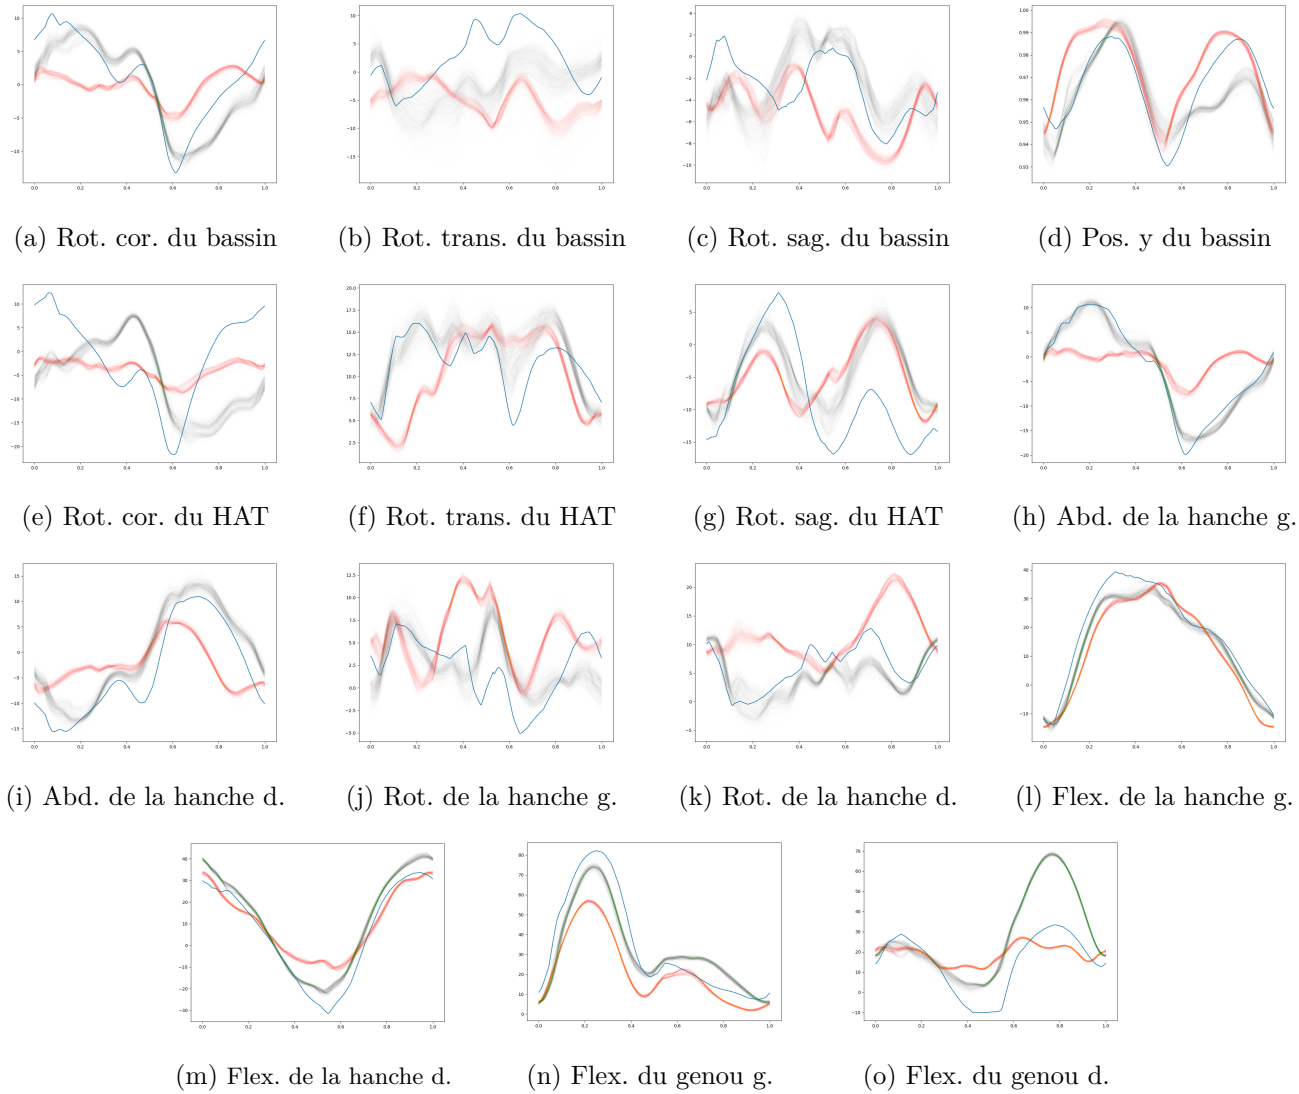 (a) Rot. cor. du bassin
(b) Rot. trans. du bassin
(c) Rot. sag. du bassin
(d) Pos. y du bassin
(e) Rot. cor. du HAT
(f) Rot. trans. du HAT
(g) Rot. sag. du HAT
(h) Abd. de la hanche g.
(i) Abd. de la hanche d.
(j) Rot. de la hanche g.
(k) Rot. de la hanche d.
(l) Flex. de la hanche g.
(m) Flex. de la hanche d.
(n) Flex. du genou g.
(o) Flex. du genou d.